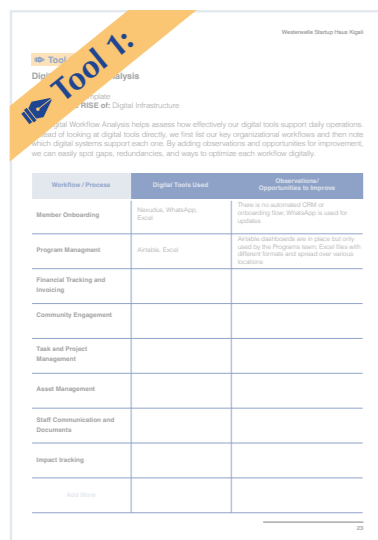 Westerwelle Startup Haus Kigali
Tool 1:
Tool
Digi
alysis
mplate
RISE of: Digital Infrastructure
igital Workflow Analysis helps assess how effectively our digital tools support daily operations.
ead of looking at digital tools directly, we first list our key organizational workflows and then note
which digital systems support each one. By adding observations and opportunities for improvement,
we can easily spot gaps, redundancies, and ways to optimize each workflow digitally.
Workflow / Process
Digital Tools Used
Observations/
Opportunities to Improve
Member Onboarding
Nexudus, WhatsApp,
Excel
There is no automated CRM or
onboarding flow; WhatsApp is used for
updates
Program Managment
Airtable, Excel
Airtable dashboards are in place but only
used by the Programs team; Excel files with
different formats and spread over various
locations
Financial Tracking and
Invoicing
Community Engagement
Task and Project
Management
Asset Management
Staff Communication and
Documents
Impact tracking
Add More
23